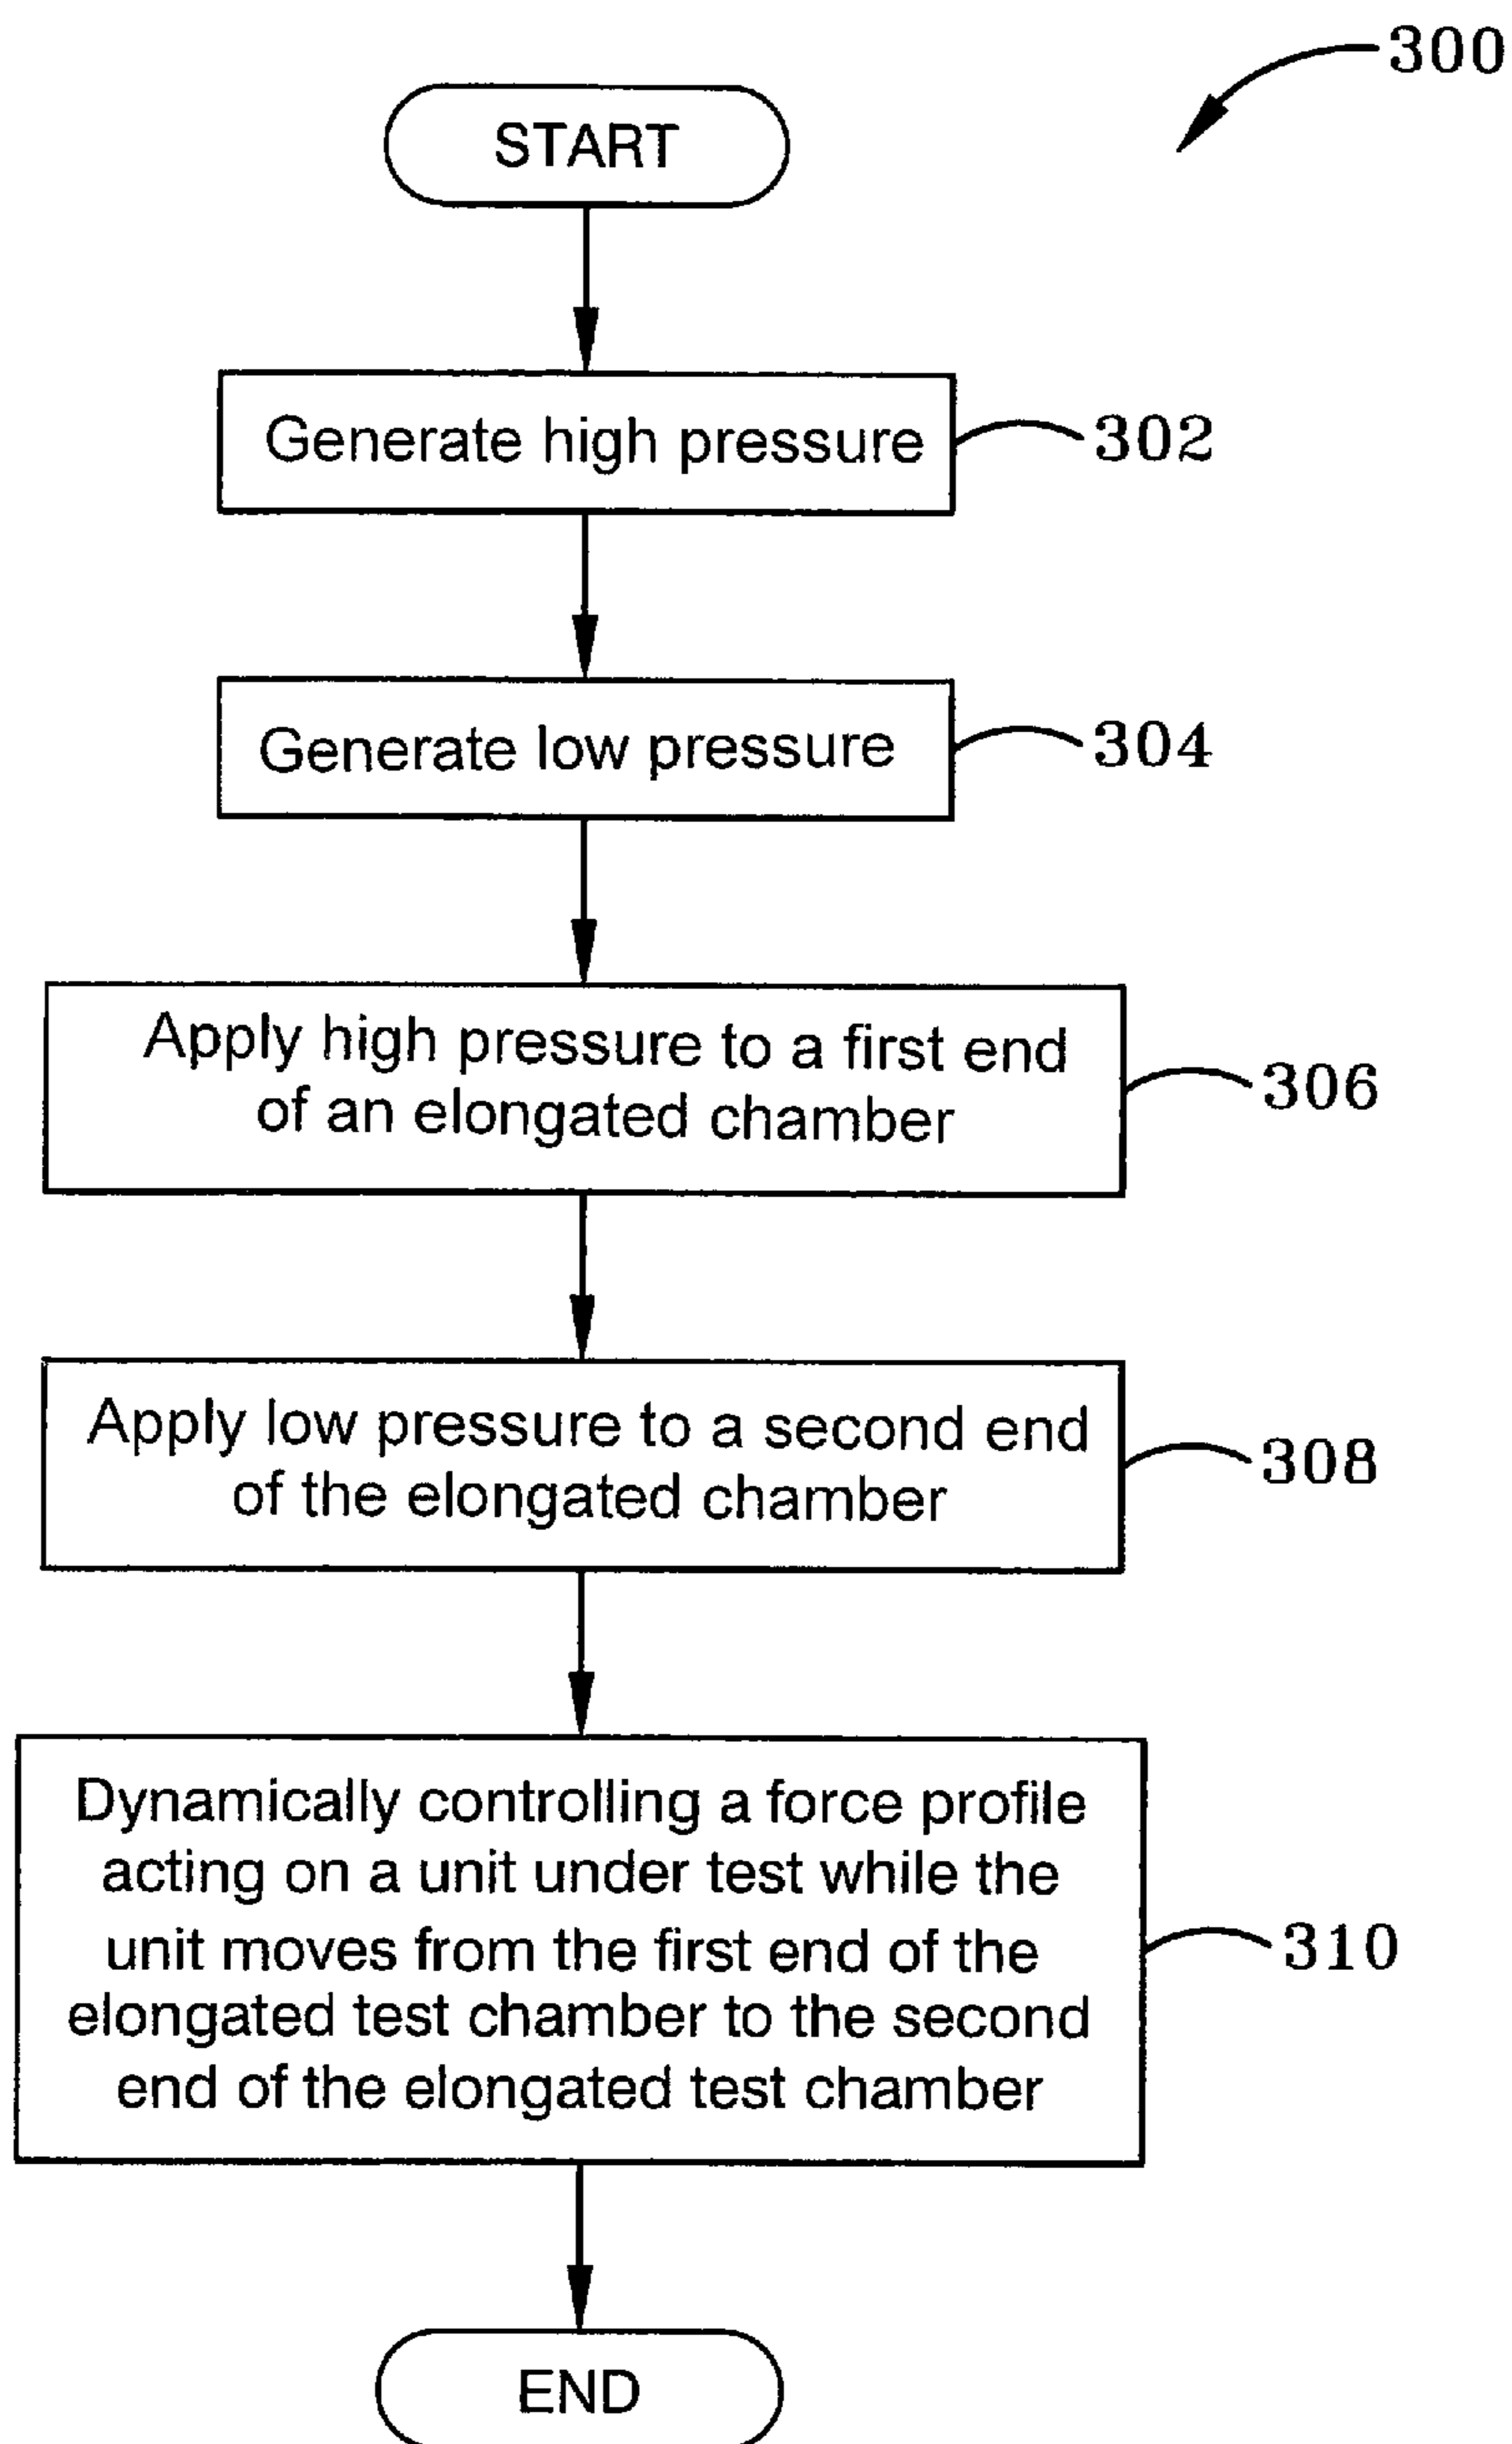 300
START
Generate high pressure
302
Generate low pressure
304
Apply high pressure to a first end
of an elongated chamber
306
Apply low pressure to a second end
of the elongated chamber
308
Dynamically controlling a force profile
acting on a unit under test while the
unit moves from the first end of the
elongated test chamber to the second
end of the elongated test chamber
310
END